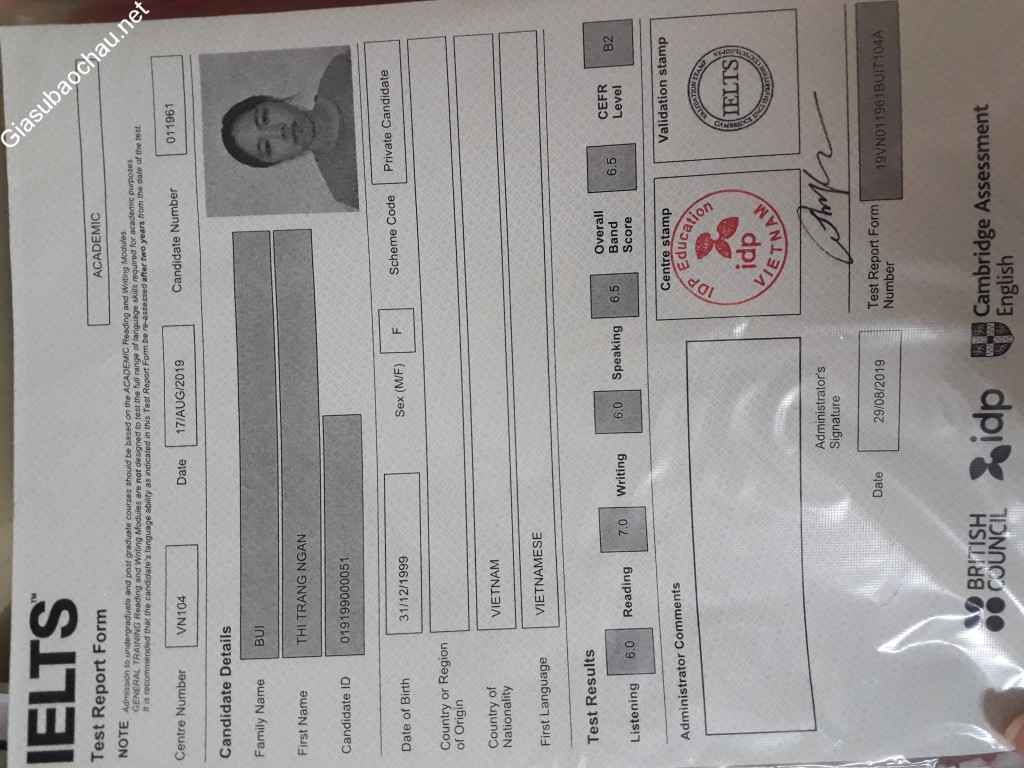 Giasubaochau.net
IELTS™
Test Report Form
ACADEMIC
NOTE Admission to undergraduate and post graduate courses should be based on the ACADEMIC Reading and Writing Modules.
GENERAL TRAINING Reading and Writing Modules are not designed to test the full range of language skills required for academic purposes.
It is recommended that the candidate's language ability as indicated in this Test Report Form be re-assessed after two years from the date of the test.
Centre Number VN104 Date 17/AUG/2019 Candidate Number 011961
Candidate Details
Family Name BUI
First Name THI TRANG NGAN
Candidate ID 019199000051
Date of Birth 31/12/1999 Sex (M/F) F Scheme Code Private Candidate
Country or Region
of Origin
Country of
Nationality VIETNAM
First Language VIETNAMESE
Test Results
Listening 6.0 Reading 7.0 Writing 6.0 Speaking 6.5 Overall Band Score 6.5 CEFR Level B2
Administrator Comments
Centre stamp
IDP Education
idp
VIETNAM
Validation stamp
VALIDATION STAMP
IELTS
Administrator's
Signature
Date 29/08/2019 Test Report Form
Number 19VN011961BUIT104A
BRITISH
COUNCIL
idp
Cambridge Assessment
English